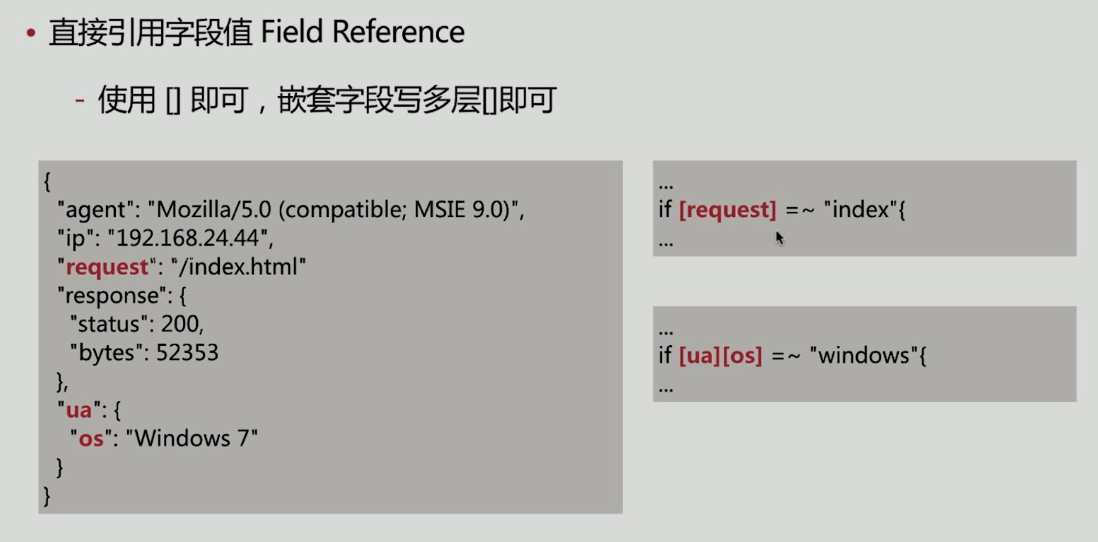 • 直接引用字段值 Field Reference
- 使用 [] 即可，嵌套字段写多层[]即可
{
"agent": "Mozilla/5.0 (compatible; MSIE 9.0)",
"ip": "192.168.24.44",
"request": "/index.html"
"response": {
"status": 200,
"bytes": 52353
},
"ua": {
"os": "Windows 7"
}
}
...
if [request] =~ "index"{
...
...
if [ua][os] =~ "windows"{
...